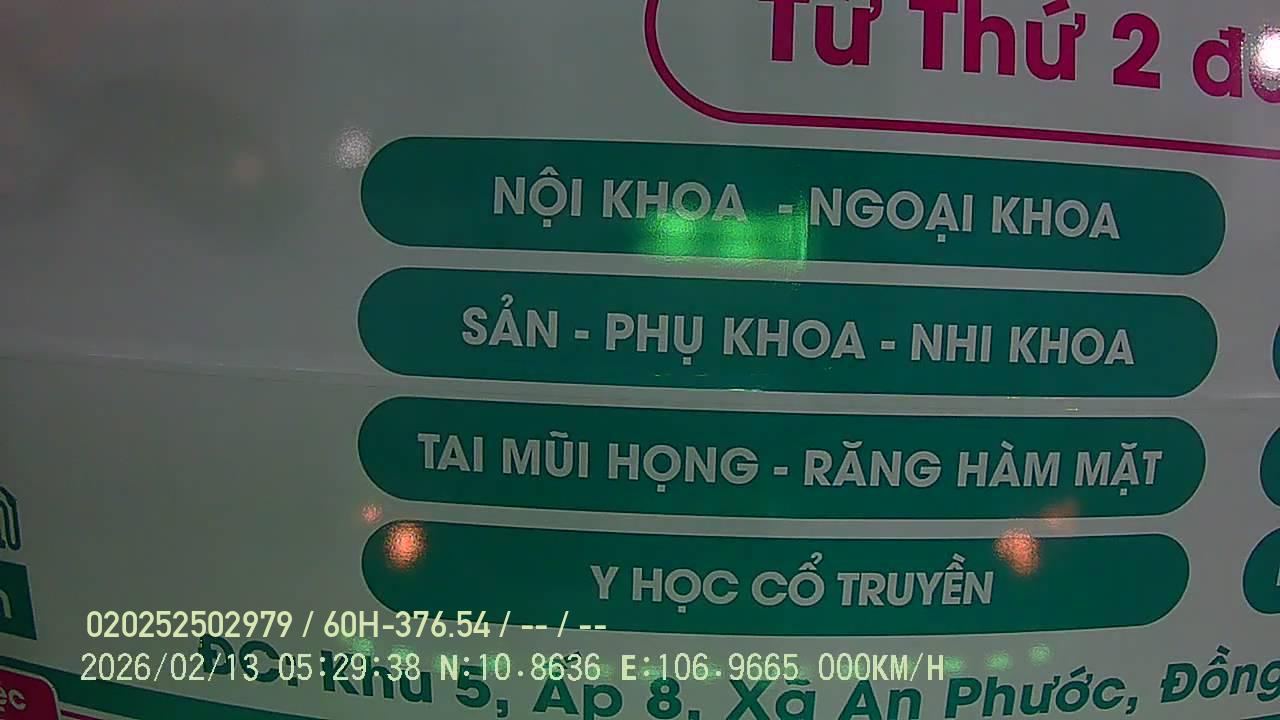 Từ Thứ 2
NỘI KHOA - NGOẠI KHOA
SẢN - PHỤ KHOA - NHI KHOA
TAI MŨI HỌNG - RĂNG HÀM MẶT
Y HỌC CỔ TRUYỀN
020252502979 / 60H-376.54 / -- / --
2026/02/13 05:29:38 N:10.8636 E:106.9665 000KM/H
ĐC: Khu 5, Ấp 8, Xã An Phước, Đồng